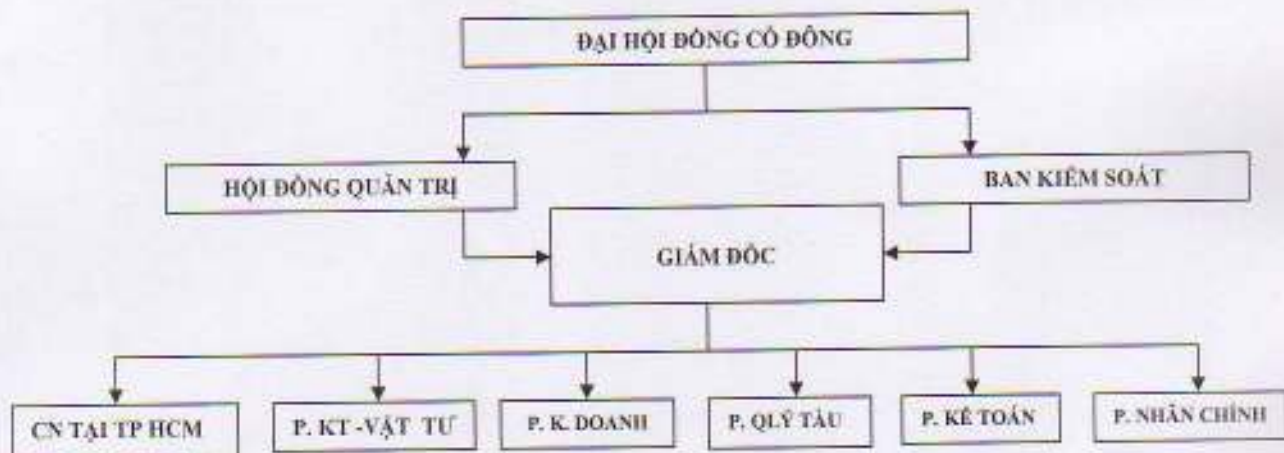 ĐẠI HỘI ĐỒNG CỔ ĐÔNG
HỘI ĐỒNG QUẢN TRỊ
BAN KIỂM SOÁT
GIÁM ĐỐC
CN TẠI TP HCM
P. KT -VẬT TƯ
P. K. DOANH
P. QLÝ TÀU
P. KẾ TOÁN
P. NHÂN CHÍNH